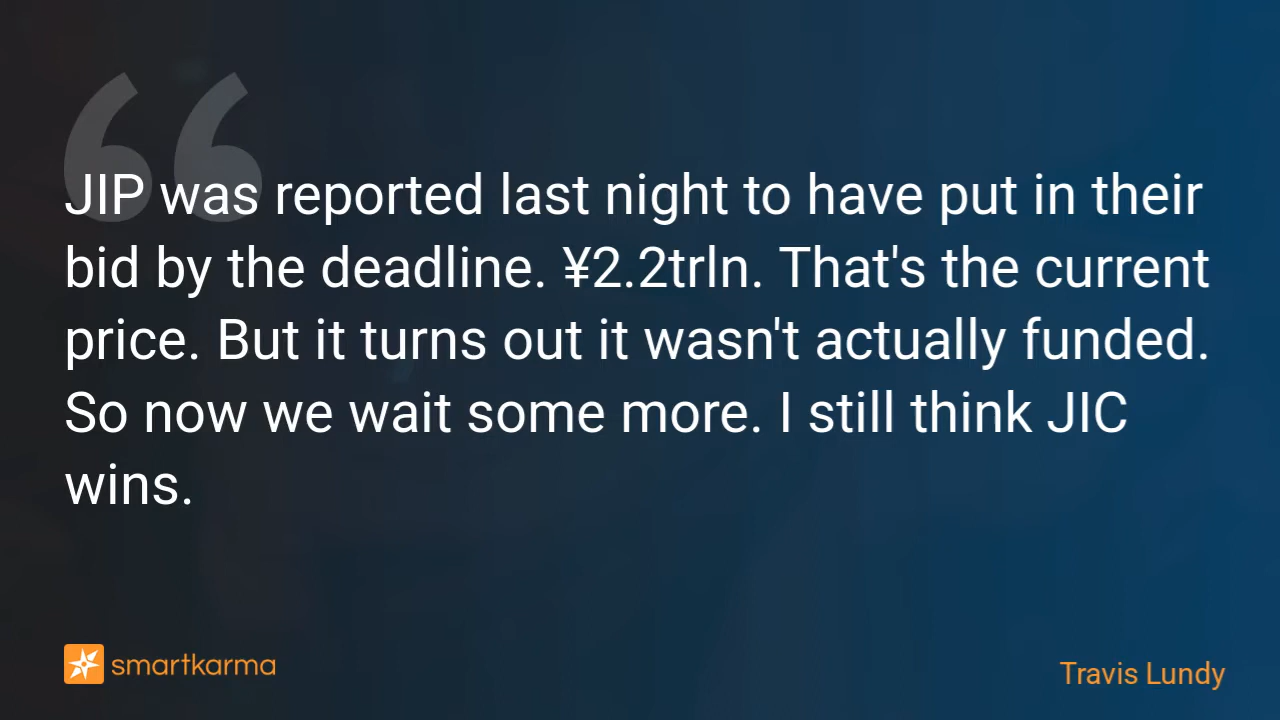 JIP was reported last night to have put in their
bid by the deadline. ¥2.2trln. That's the current
price. But it turns out it wasn't actually funded.
So now we wait some more. I still think JIC
wins.
smartkarma
Travis Lundy